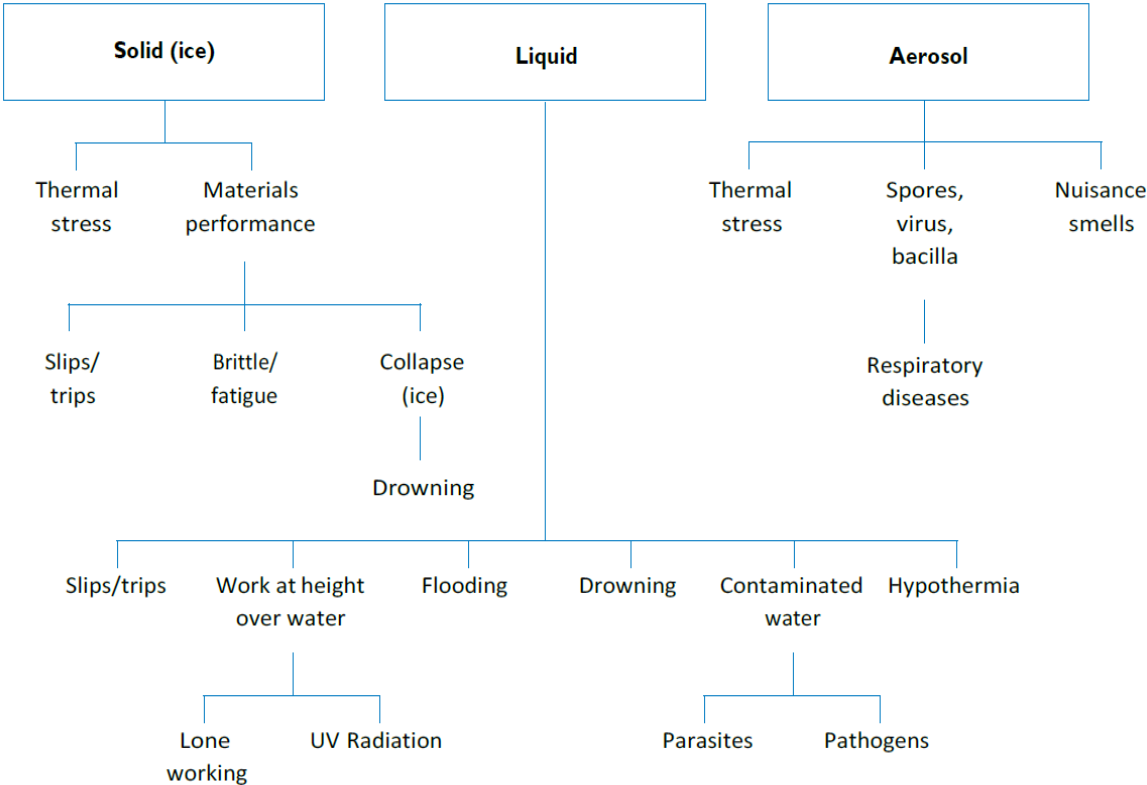 Solid (ice)
Liquid
Aerosol
Thermal
stress
Materials
performance
Thermal
stress
Spores,
virus,
bacilla
Nuisance
smells
Slips/
trips
Brittle/
fatigue
Collapse
(ice)
Respiratory
diseases
Drowning
Slips/trips
Work at height
over water
Flooding
Drowning
Contaminated
water
Hypothermia
Lone
working
UV Radiation
Parasites
Pathogens